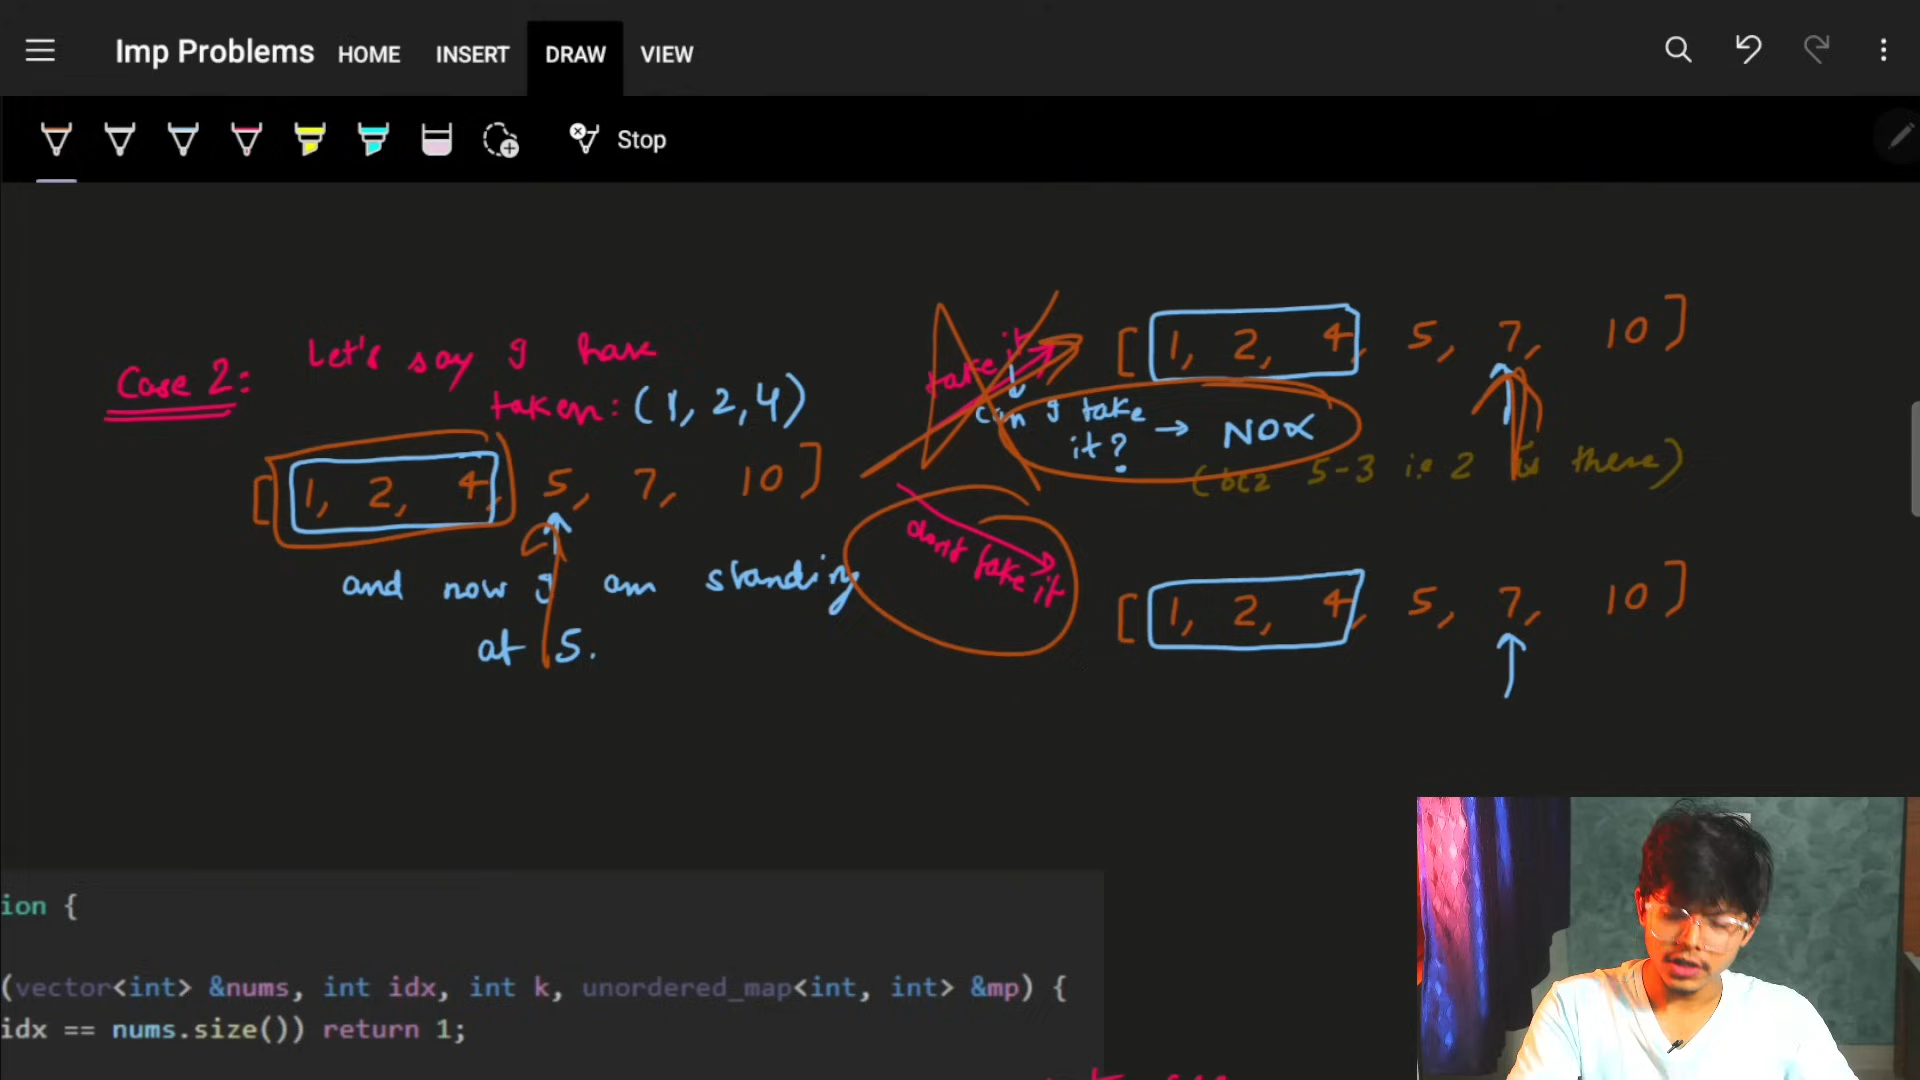 Imp Problems HOME INSERT DRAW VIEW
Stop
Case 2: Let's say I have
taken: (1, 2, 4)
[1, 2, 4, 5, 7, 10]
and now I am standing
at 5.
take it
[1, 2, 4, 5, 7, 10]
can I take
it? → NO
(bcz 5-3 i.e 2 is there)
don't take it
[1, 2, 4, 5, 7, 10]
ion {
(vector<int> &nums, int idx, int k, unordered_map<int, int> &mp) {
idx == nums.size()) return 1;